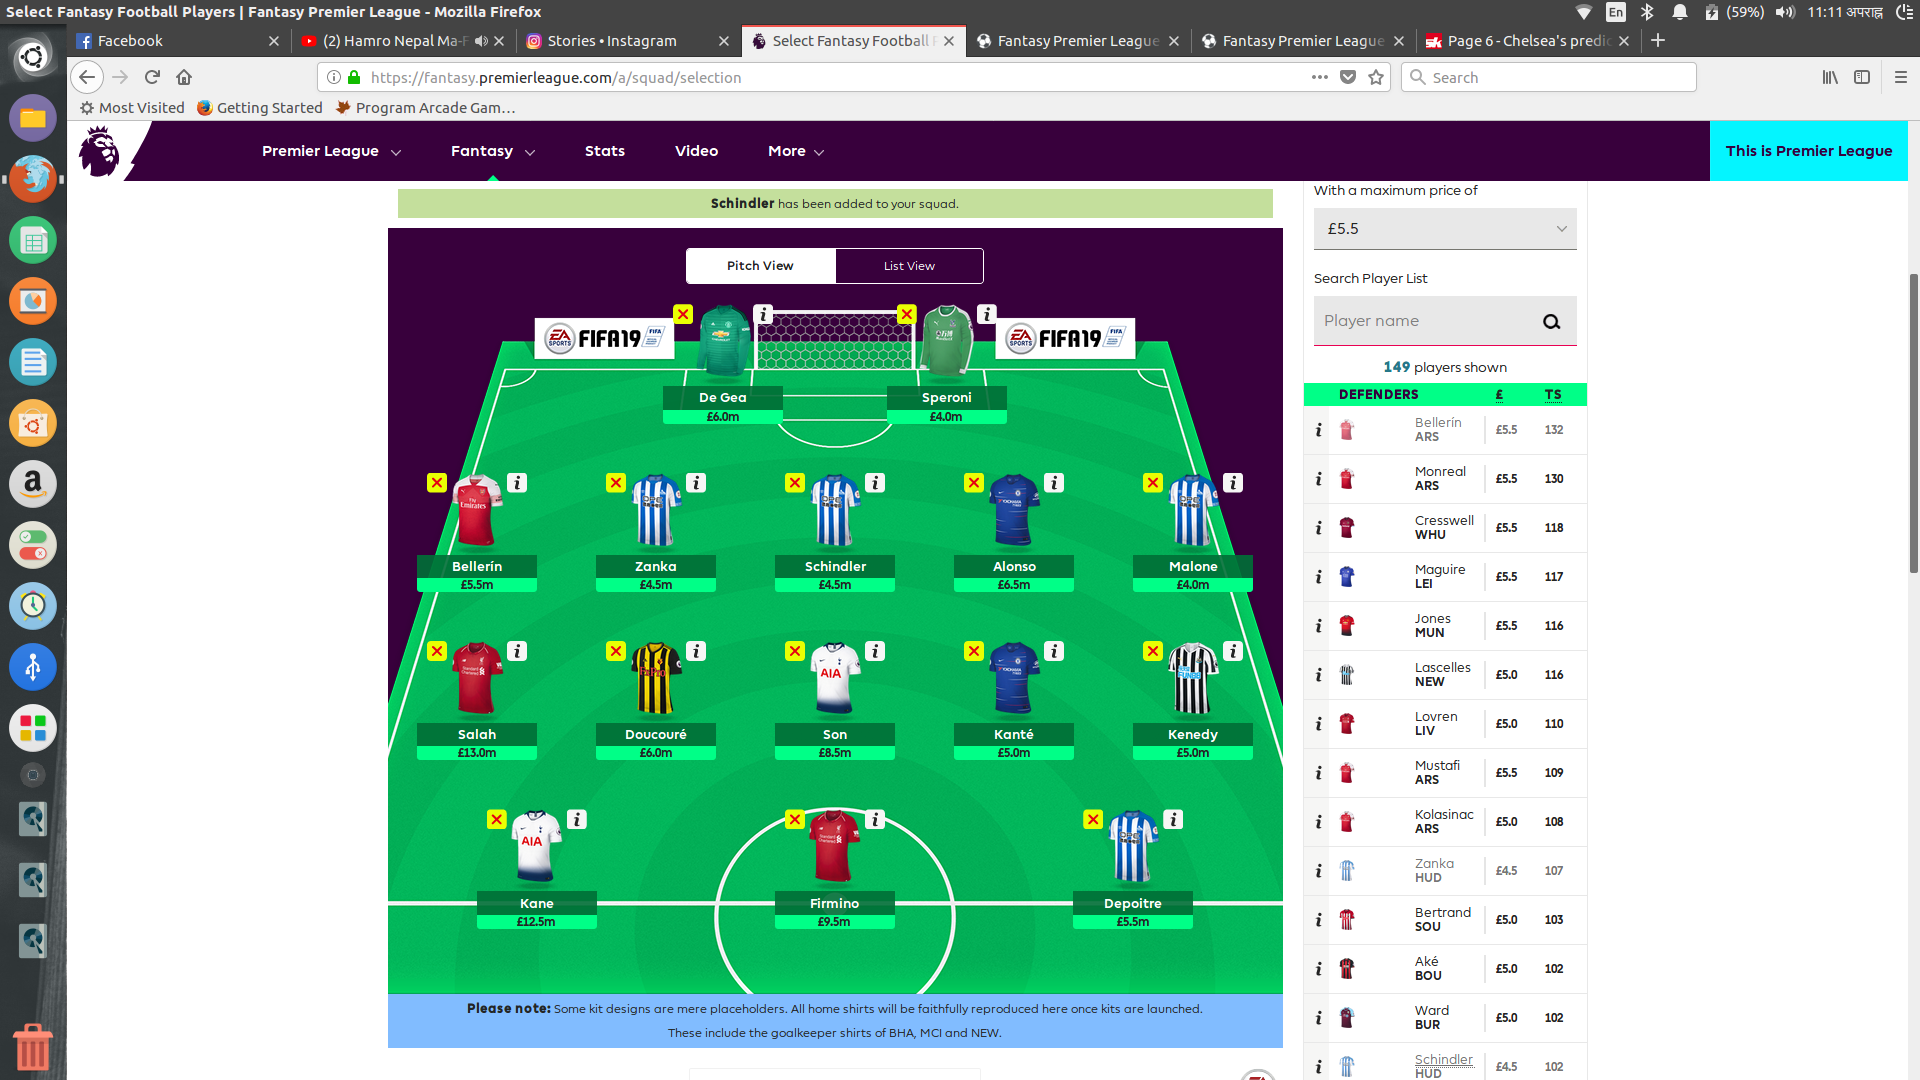 Select Fantasy Football Players | Fantasy Premier League - Mozilla Firefox
En
(59%)
11:11 अपराह्न
Facebook
(2) Hamro Nepal Ma-F
Stories • Instagram
Select Fantasy Football F
Fantasy Premier League
Fantasy Premier League
Page 6 - Chelsea's predic
https://fantasy.premierleague.com/a/squad/selection
Search
Most Visited
Getting Started
Program Arcade Gam…
Premier League
Fantasy
Stats
Video
More
This is Premier League
Schindler has been added to your squad.
Pitch View
List View
EA SPORTS FIFA19
EA SPORTS FIFA19
De Gea
£6.0m
Speroni
£4.0m
Bellerín
£5.5m
Zanka
£4.5m
Schindler
£4.5m
Alonso
£6.5m
Malone
£4.0m
Salah
£13.0m
Doucouré
£6.0m
AIA
Son
£8.5m
Kanté
£5.0m
Kenedy
£5.0m
AIA
Kane
£12.5m
Firmino
£9.5m
Depoitre
£5.5m
Please note: Some kit designs are mere placeholders. All home shirts will be faithfully reproduced here once kits are launched.
These include the goalkeeper shirts of BHA, MCI and NEW.
With a maximum price of
£5.5
Search Player List
Player name
149 players shown
DEFENDERS £ TS
Bellerín ARS £5.5 132
Monreal ARS £5.5 130
Cresswell WHU £5.5 118
Maguire LEI £5.5 117
Jones MUN £5.5 116
Lascelles NEW £5.0 116
Lovren LIV £5.0 110
Mustafi ARS £5.5 109
Kolasinac ARS £5.0 108
Zanka HUD £4.5 107
Bertrand SOU £5.0 103
Aké BOU £5.0 102
Ward BUR £5.0 102
Schindler HUD £4.5 102